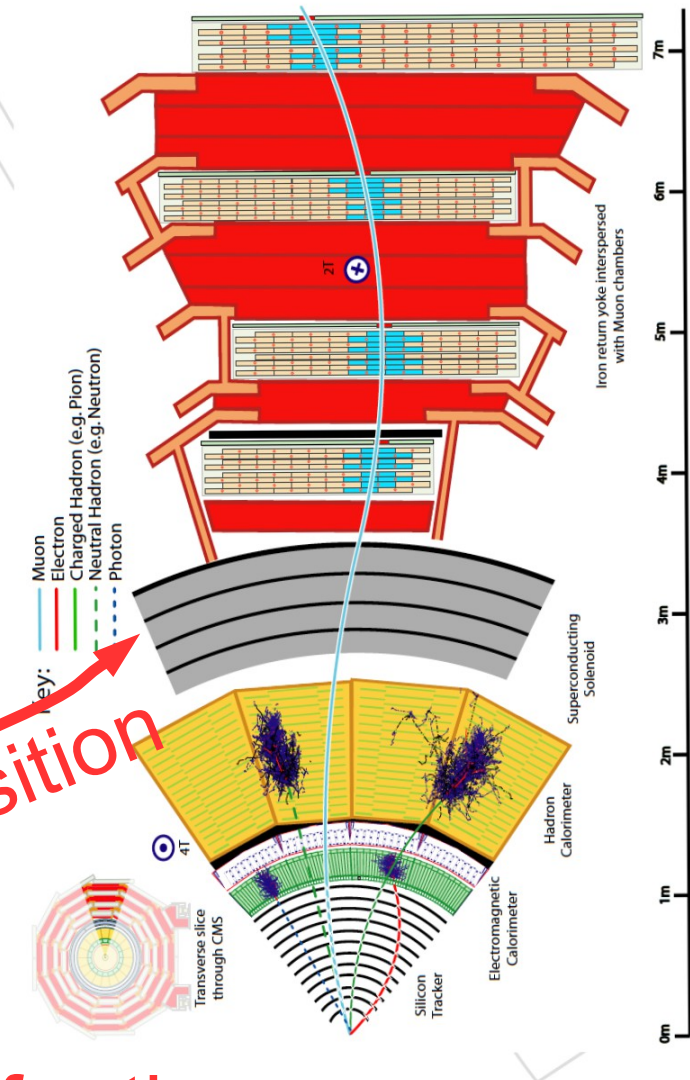 Key:
Muon
Electron
Charged Hadron (e.g. Pion)
Neutral Hadron (e.g. Neutron)
Photon
Transverse slice
through CMS
4T
2T
Silicon
Tracker
Electromagnetic
Calorimeter
Hadron
Calorimeter
Superconducting
Solenoid
Iron return yoke interspersed
with Muon chambers
0m
1m
2m
3m
4m
5m
6m
7m